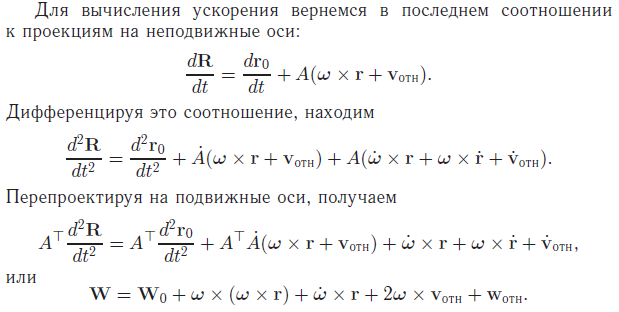 Для вычисления ускорения вернемся в последнем соотношении
к проекциям на неподвижные оси:
d𝐑/dt = d𝐫₀/dt + A(ω × 𝐫 + 𝐯отн).
Дифференцируя это соотношение, находим
d²𝐑/dt² = d²𝐫₀/dt² + Ȧ(ω × 𝐫 + 𝐯отн) + A(ω̇ × 𝐫 + ω × 𝐫̇ + 𝐯̇отн).
Перепроектируя на подвижные оси, получаем
A⊤ d²𝐑/dt² = A⊤ d²𝐫₀/dt² + A⊤Ȧ(ω × 𝐫 + 𝐯отн) + ω̇ × 𝐫 + ω × 𝐫̇ + 𝐯̇отн,
или
𝐖 = 𝐖₀ + ω × (ω × 𝐫) + ω̇ × 𝐫 + 2ω × 𝐯отн + 𝐰отн.